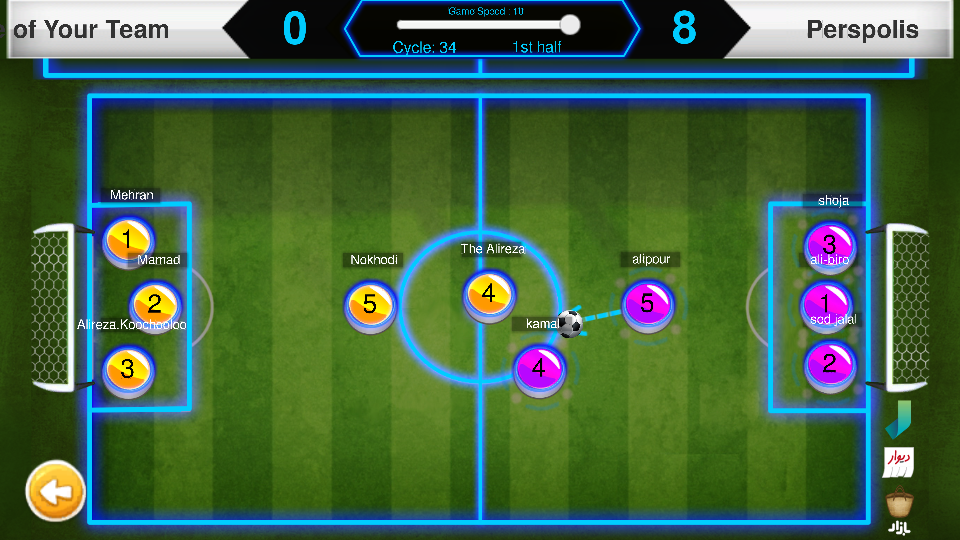 of Your Team
0
Game Speed : 10
Cycle: 34
1st half
8
Perspolis
Mehran
1
Mamad
2
Alireza.Koochooloo
3
Nokhodi
5
The Alireza
4
kamal
4
alipour
5
shoja
3
ali-biro
1
sed jalal
2
دیوار
بازار